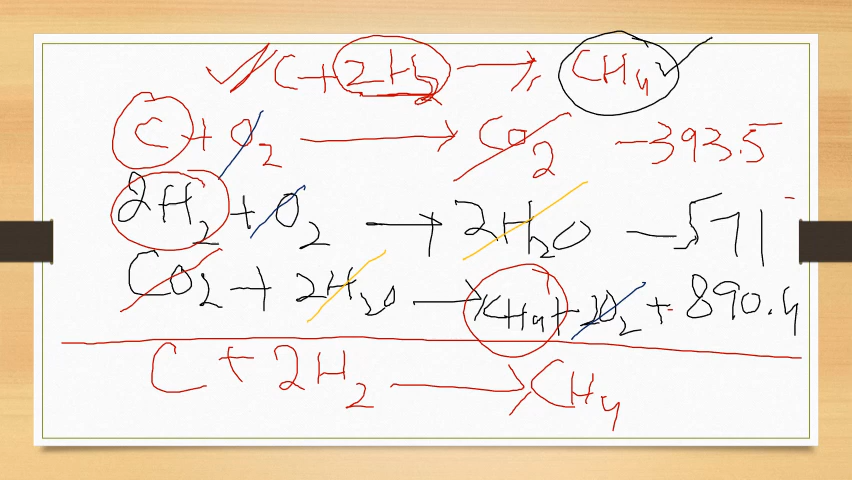 C + 2H2 → CH4
C + O2 → CO2 -393.5
2H2 + O2 → 2H2O -571
CO2 + 2H2O → CH4 + 2O2 + 890.4
C + 2H2 → CH4